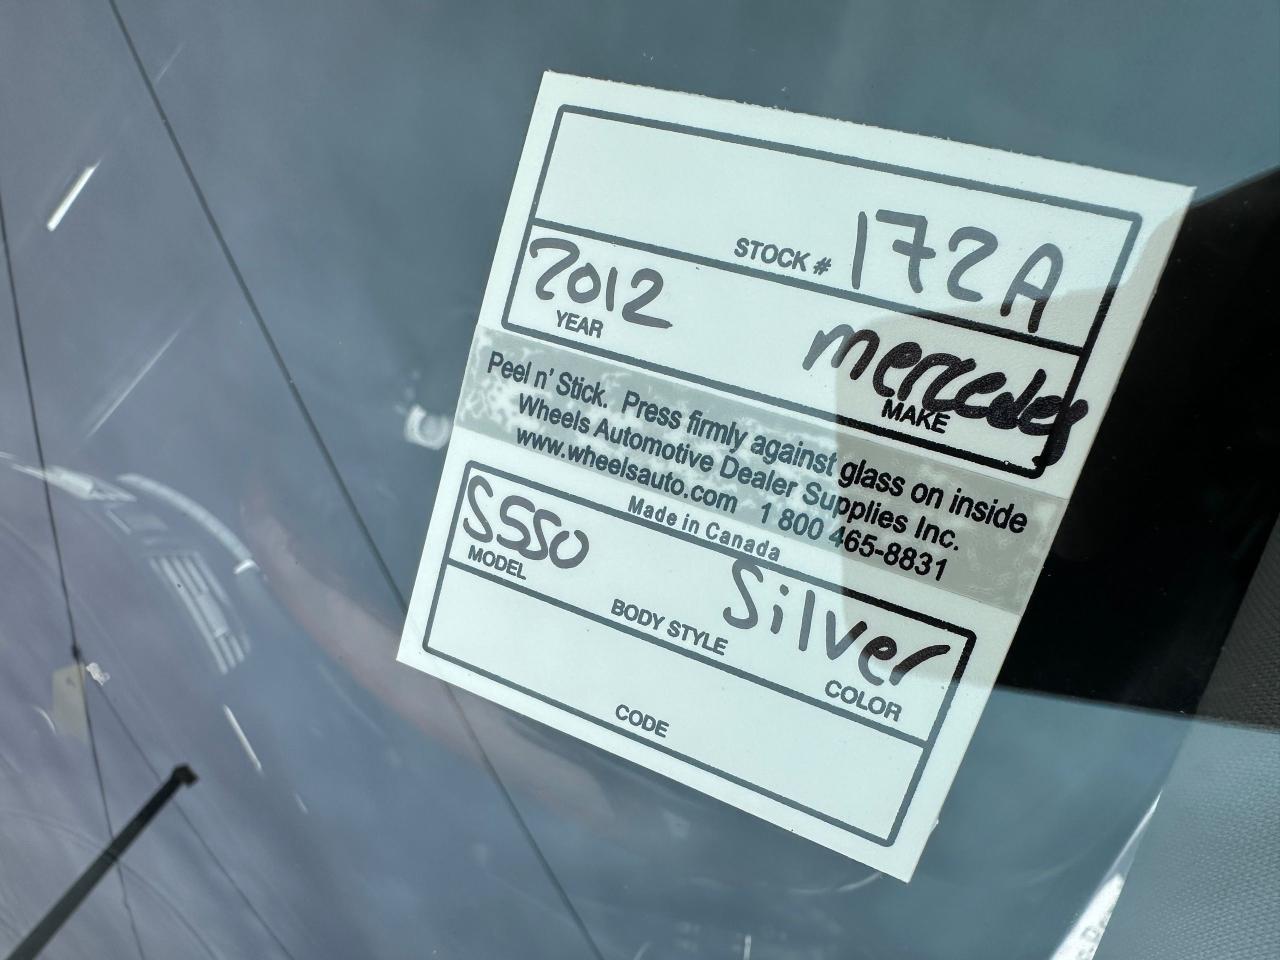 STOCK # 172A
2012 mercedes
YEAR MAKE
Peel n' Stick. Press firmly against glass on inside
Wheels Automotive Dealer Supplies Inc.
www.wheelsauto.com 1 800 465-8831
Made in Canada
S550 Silver
MODEL BODY STYLE COLOR
CODE